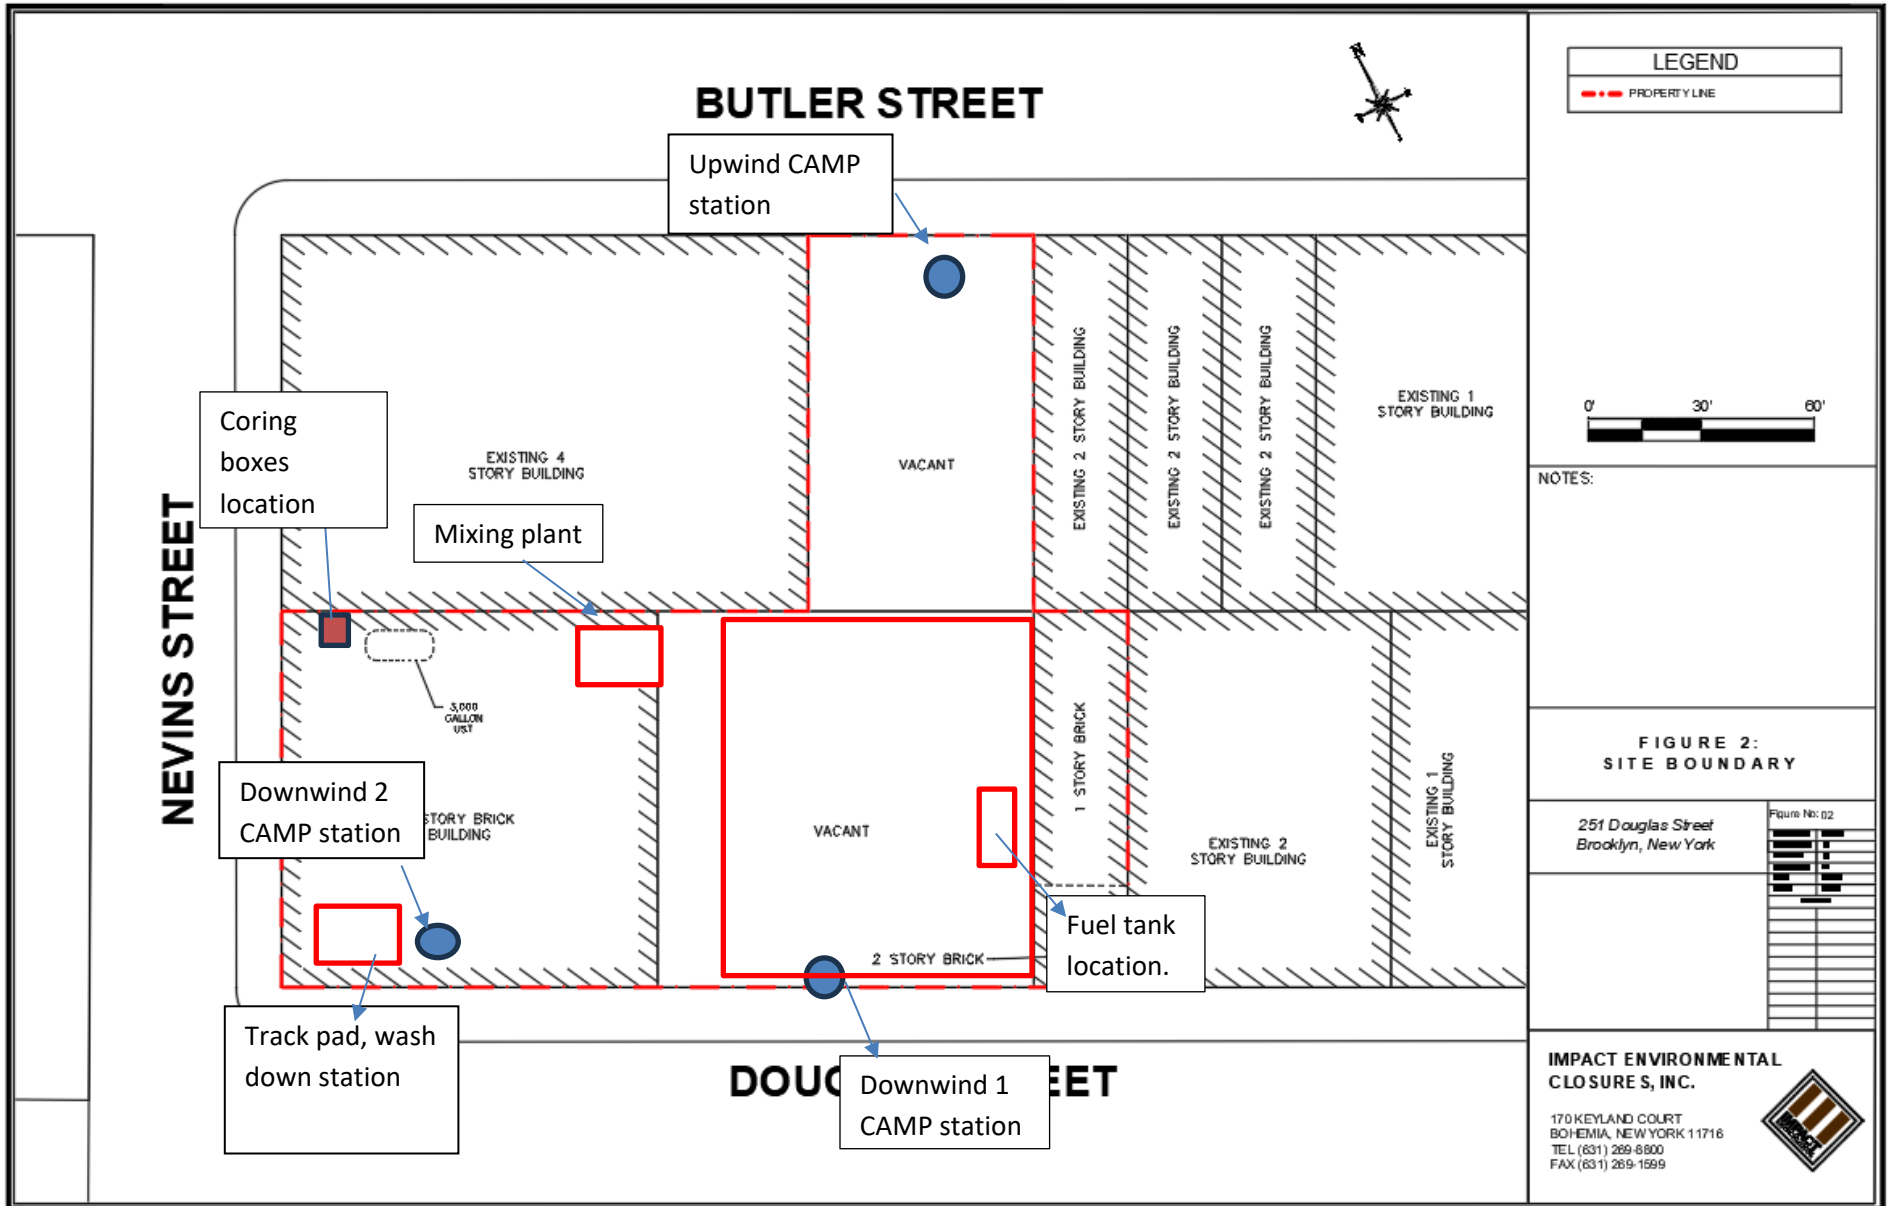 BUTLER STREET
N
Upwind CAMP
station
Coring
boxes
location
Mixing plant
EXISTING 4
STORY BUILDING
VACANT
EXISTING 2 STORY BUILDING
EXISTING 2 STORY BUILDING
EXISTING 2 STORY BUILDING
EXISTING 1
STORY BUILDING
NEVINS STREET
GALLON
UST
Downwind 2
CAMP station
STORY BRICK
BUILDING
VACANT
1 STORY BRICK
EXISTING 2
STORY BUILDING
EXISTING 1
STORY BUILDING
2 STORY BRICK
Fuel tank
location.
Track pad, wash
down station
DOUG
EET
Downwind 1
CAMP station
LEGEND
PROPERTY LINE
0' 30' 60'
NOTES:
FIGURE 2:
SITE BOUNDARY
251 Douglas Street
Brooklyn, New York
Figure No: 02
IMPACT ENVIRONMENTAL
CLOSURES, INC.
170 KEYLAND COURT
BOHEMIA, NEW YORK 11716
TEL (631) 269-8800
FAX (631) 269-1599
IMPACT